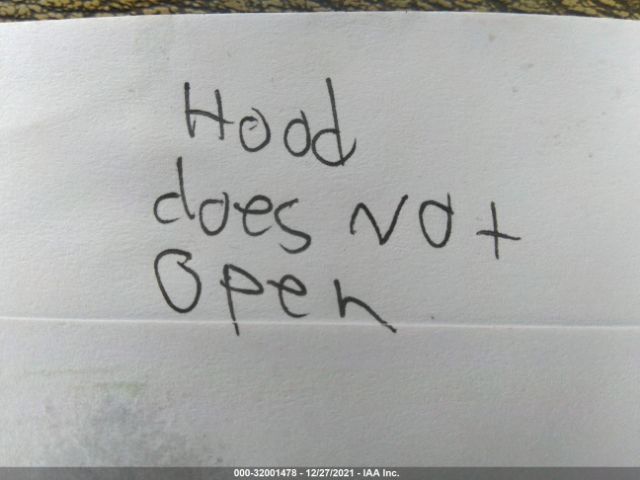 Hood
does Not
Open
000-32001478 - 12/27/2021 - IAA Inc.